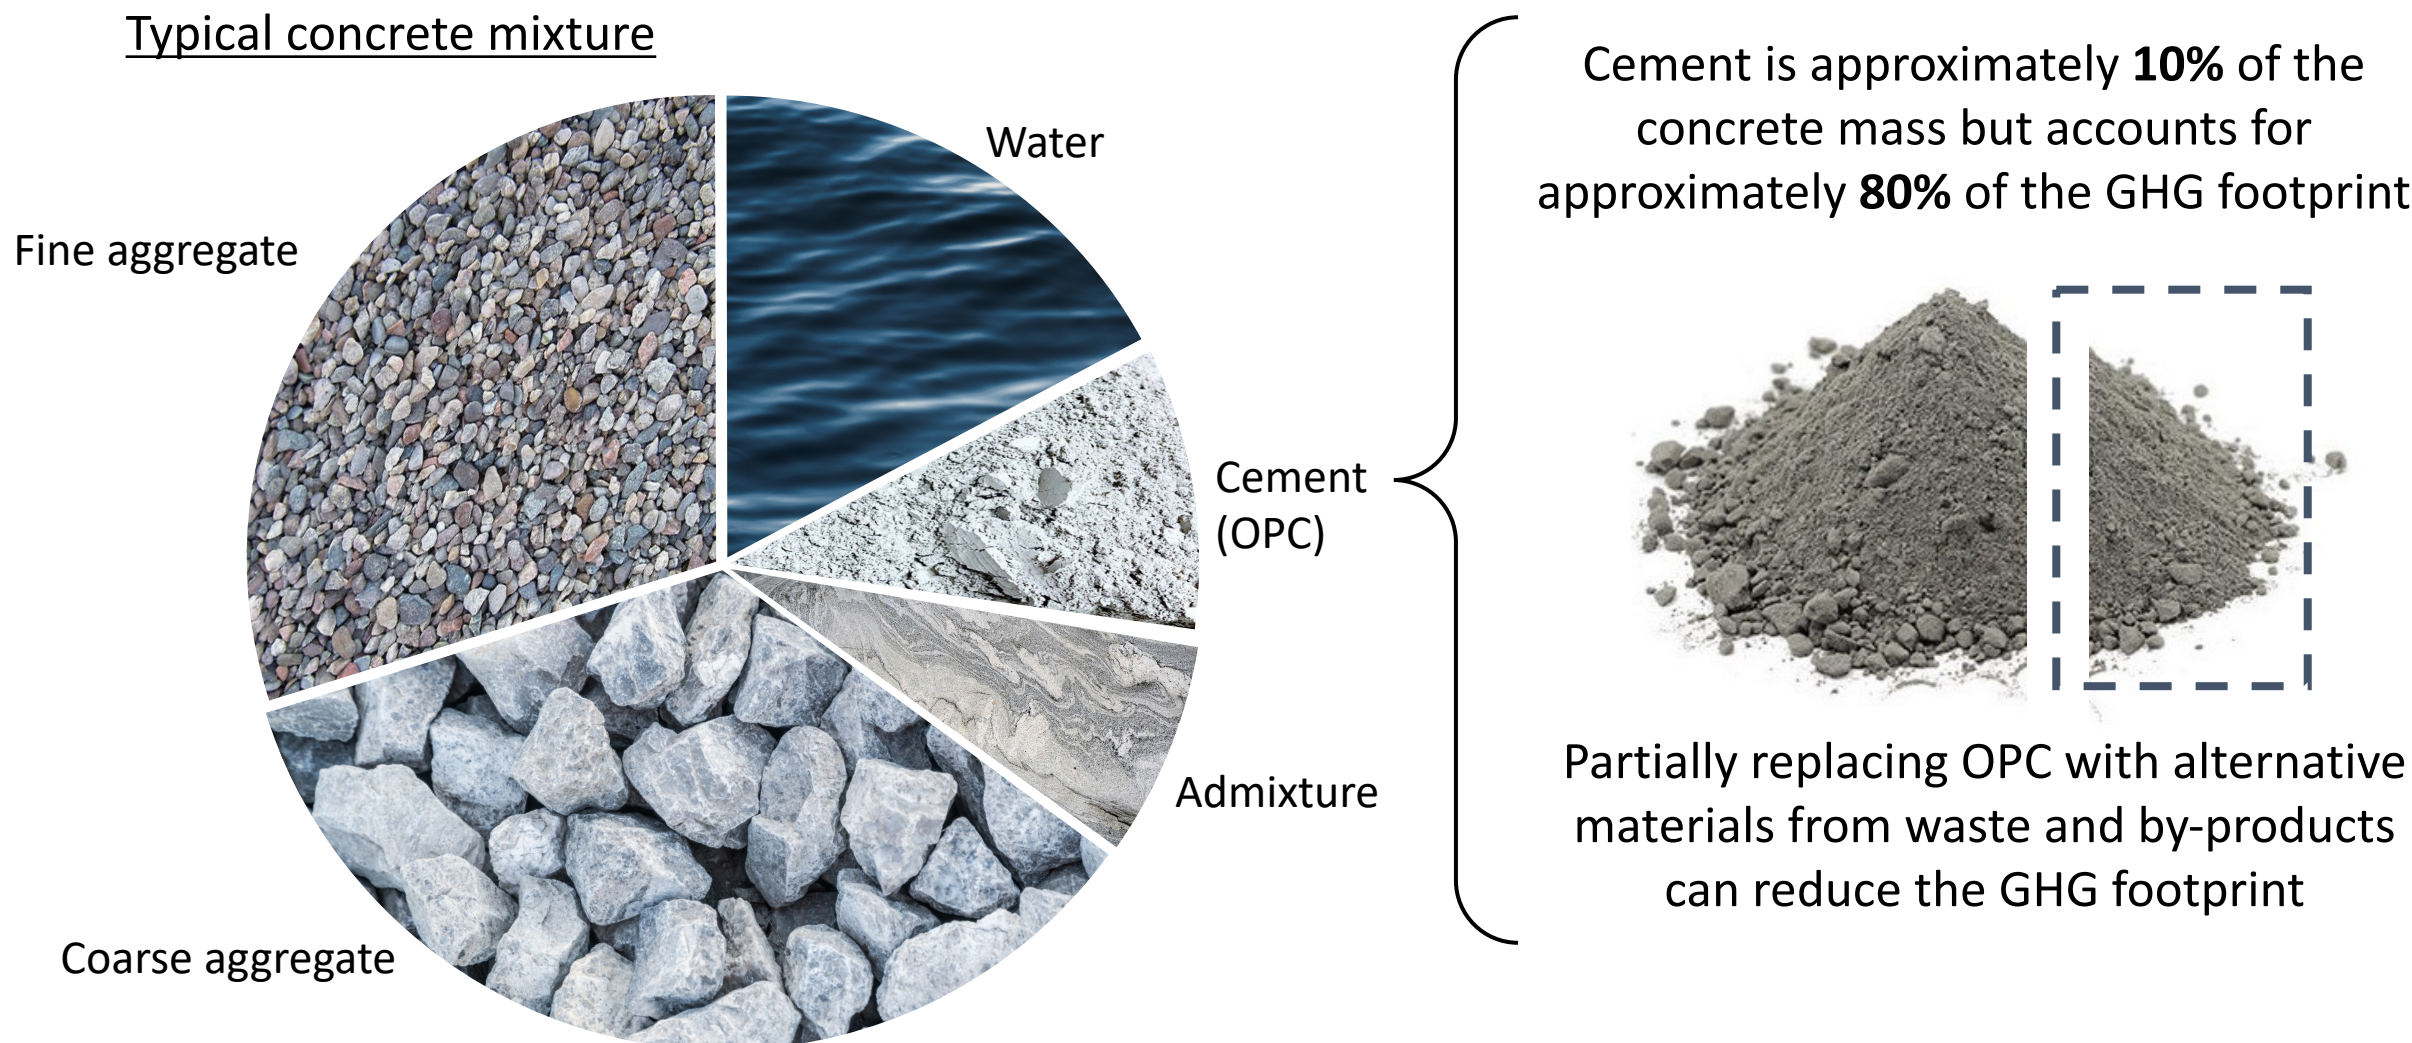 Typical concrete mixture
Water
Fine aggregate
Cement
(OPC)
Admixture
Coarse aggregate
Cement is approximately 10% of the
concrete mass but accounts for
approximately 80% of the GHG footprint
Partially replacing OPC with alternative
materials from waste and by-products
can reduce the GHG footprint